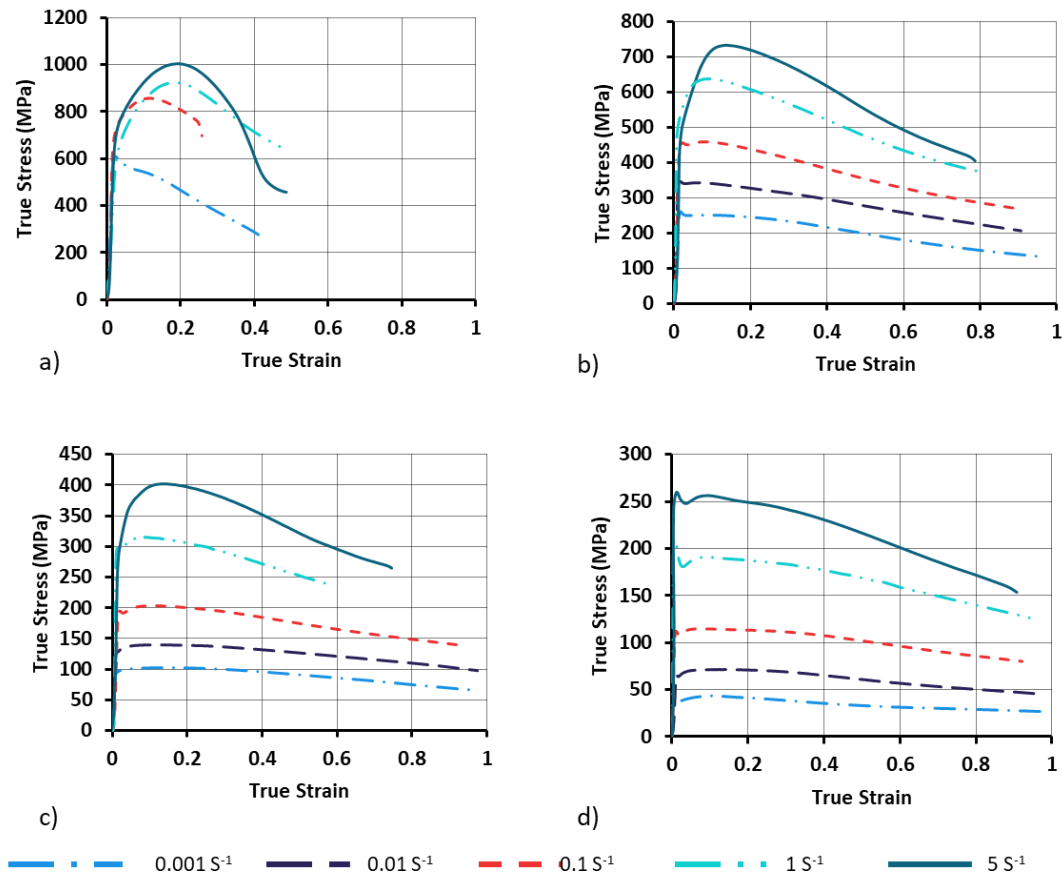 1200
1000
800
600
400
200
0
True Stress (MPa)
0 0.2 0.4 0.6 0.8 1
True Strain
a)
800
700
600
500
400
300
200
100
0
True Stress (MPa)
0 0.2 0.4 0.6 0.8 1
True Strain
b)
450
400
350
300
250
200
150
100
50
0
True Stress (MPa)
0 0.2 0.4 0.6 0.8 1
True Strain
c)
300
250
200
150
100
50
0
True Stress (MPa)
0 0.2 0.4 0.6 0.8 1
True Strain
d)
0.001 S⁻¹ 0.01 S⁻¹ 0.1 S⁻¹ 1 S⁻¹ 5 S⁻¹